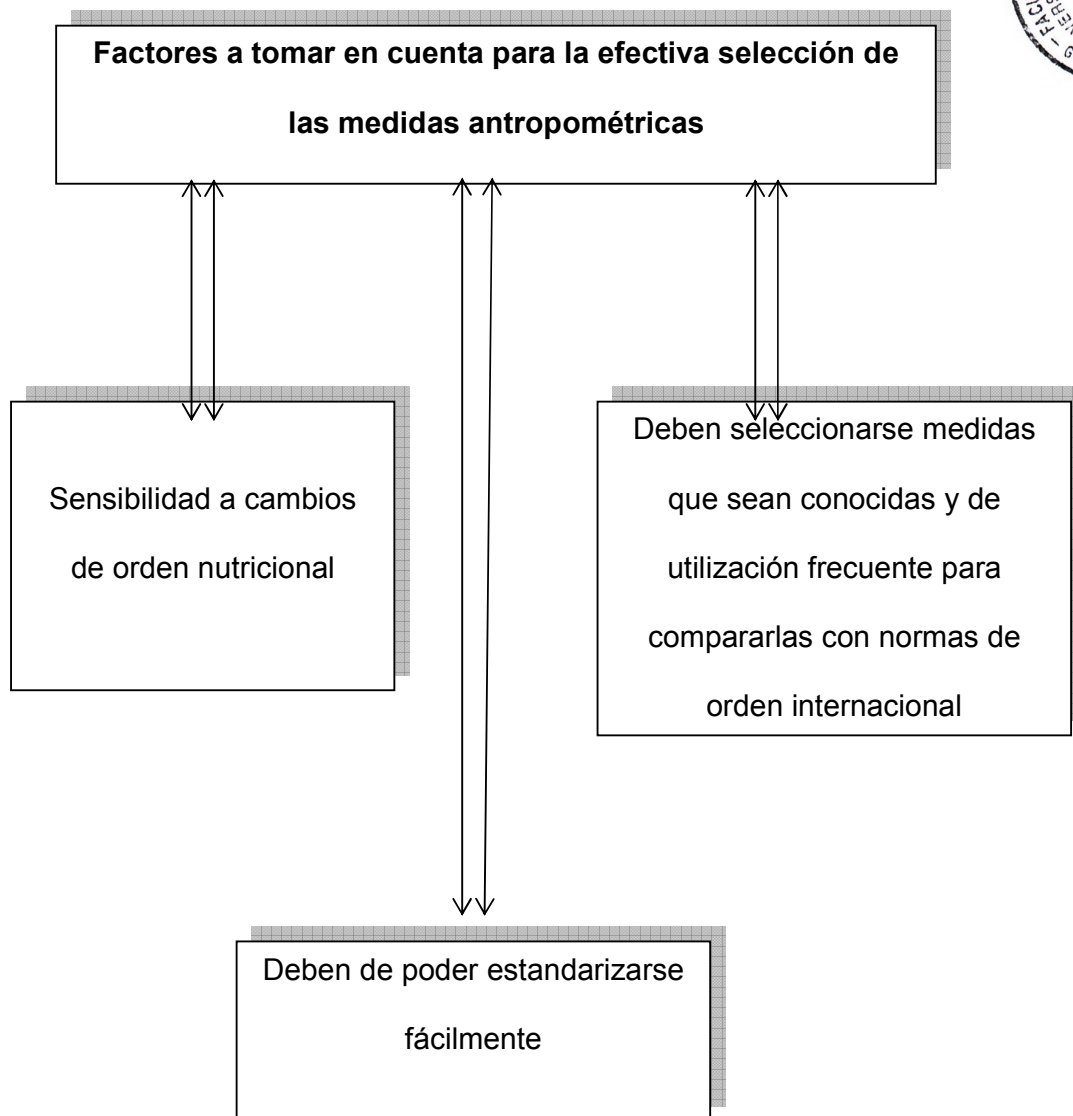 Factores a tomar en cuenta para la efectiva selección de
las medidas antropométricas
Sensibilidad a cambios
de orden nutricional
Deben seleccionarse medidas
que sean conocidas y de
utilización frecuente para
compararlas con normas de
orden internacional
Deben de poder estandarizarse
fácilmente